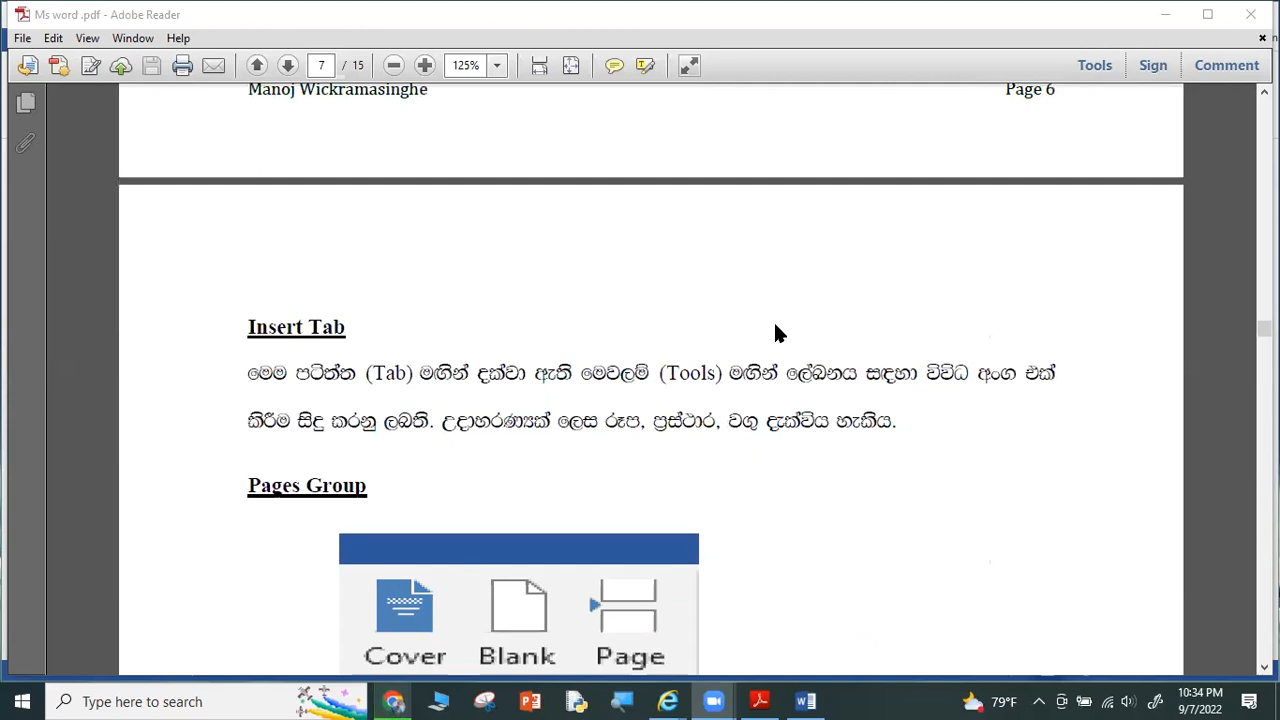 Ms word .pdf - Adobe Reader
File Edit View Window Help
7 / 15 125% Tools Sign Comment
Manoj Wickramasinghe Page 6
Insert Tab
මෙම පටිත්ත (Tab) මඟින් දක්වා ඇති මෙවලම් (Tools) මඟින් ලේඛනය සඳහා විවිධ අංග එක්
කිරීම සිදු කරනු ලබති. උදාහරණයක් ලෙස රූප, ප්‍රස්ථාර, වගු දැක්විය හැකිය.
Pages Group
Cover Blank Page
Type here to search 79°F 10:34 PM
9/7/2022